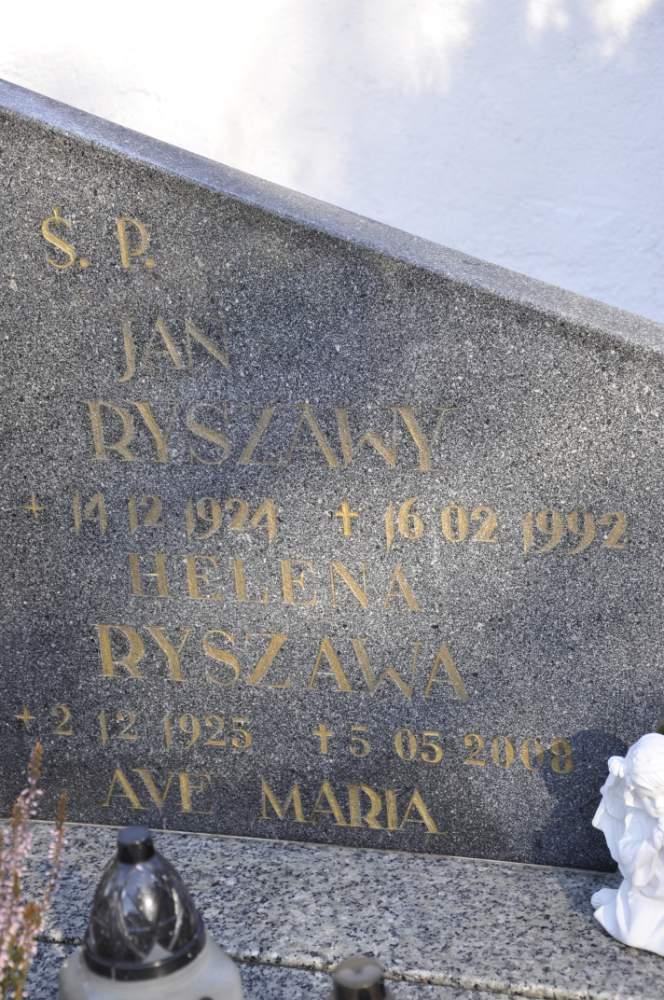 Ś. P.
JAN
RYSZAWY
+ 14 12 1924 + 16 02 1992
HELENA
RYSZAWA
+ 2 12 1925 + 5 05 2008
AVE MARIA